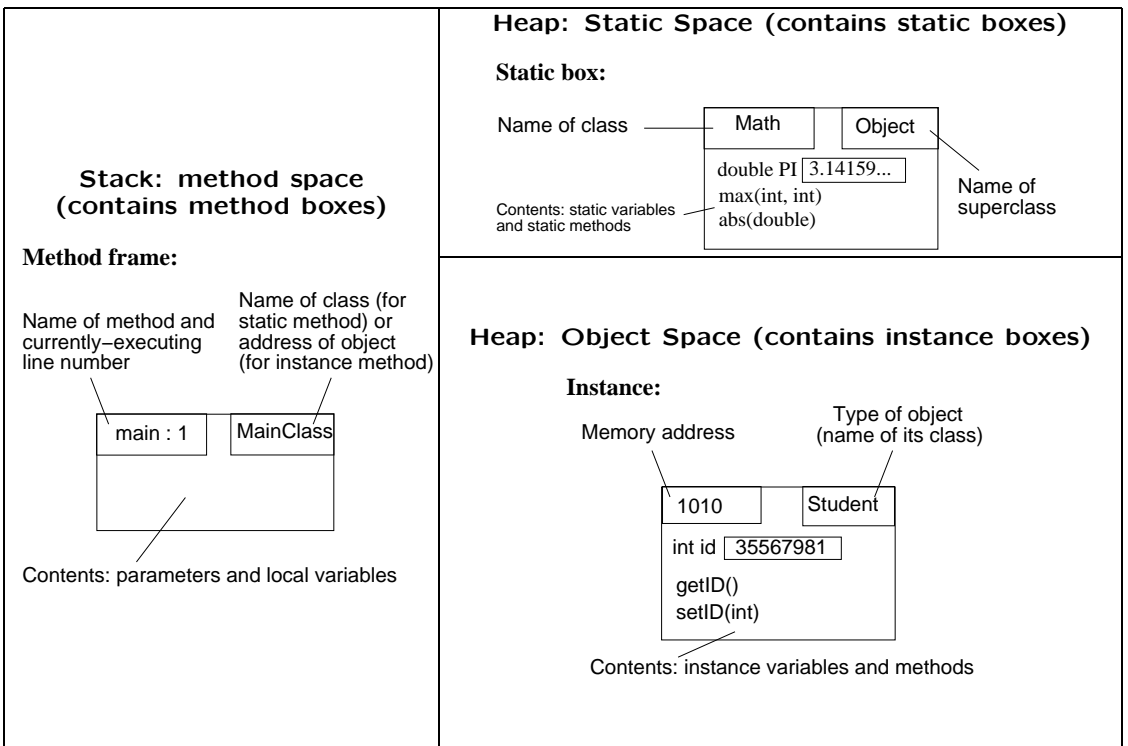 Stack: method space
(contains method boxes)
Method frame:
Name of method and
currently–executing
line number
Name of class (for
static method) or
address of object
(for instance method)
main : 1
MainClass
Contents: parameters and local variables
Heap: Static Space (contains static boxes)
Static box:
Name of class
Math
Object
double PI 3.14159...
max(int, int)
abs(double)
Name of
superclass
Contents: static variables
and static methods
Heap: Object Space (contains instance boxes)
Instance:
Memory address
Type of object
(name of its class)
1010
Student
int id 35567981
getID()
setID(int)
Contents: instance variables and methods